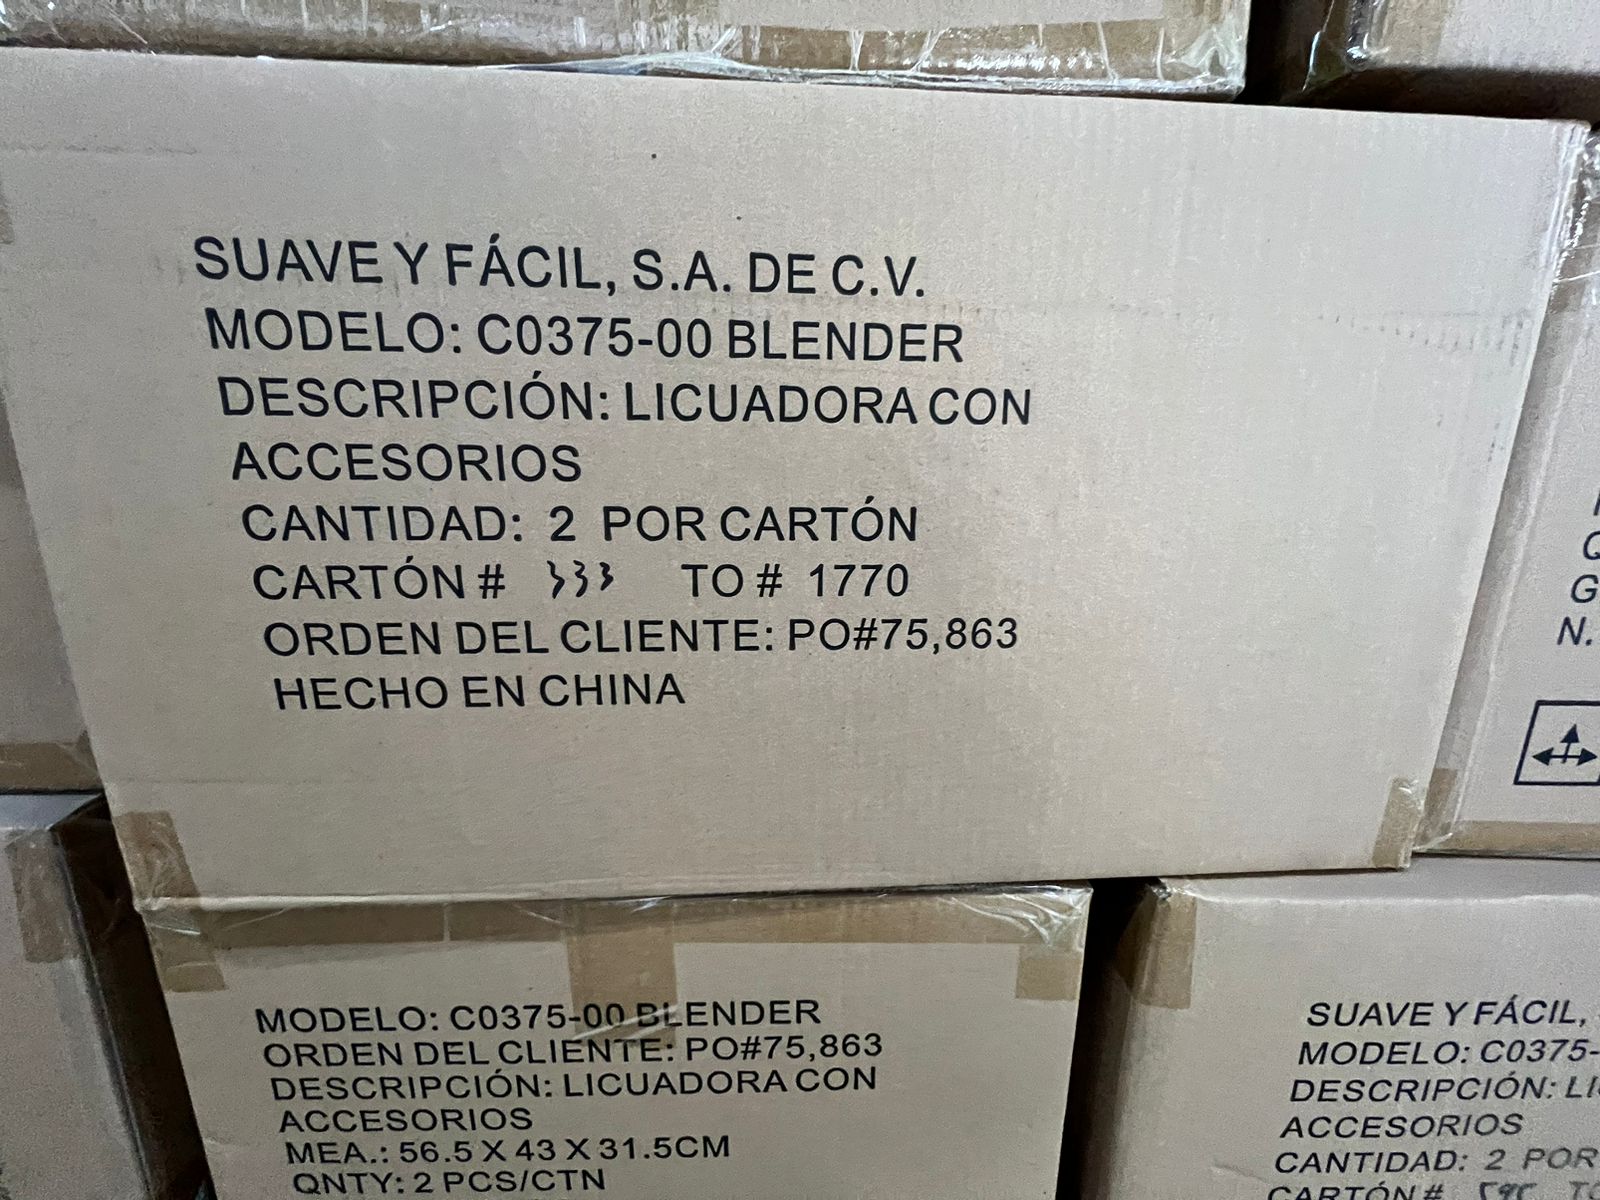 SUAVE Y FÁCIL, S.A. DE C.V.
MODELO: C0375-00 BLENDER
DESCRIPCIÓN: LICUADORA CON
ACCESORIOS
CANTIDAD: 2 POR CARTÓN
CARTÓN # 333 TO # 1770
ORDEN DEL CLIENTE: PO#75,863
HECHO EN CHINA
Q
G
N.
MODELO: C0375-00 BLENDER
ORDEN DEL CLIENTE: PO#75,863
DESCRIPCIÓN: LICUADORA CON
ACCESORIOS
MEA.: 56.5 X 43 X 31.5CM
QNTY: 2 PCS/CTN
SUAVE Y FÁCIL,
MODELO: C0375-
DESCRIPCIÓN: LI
ACCESORIOS
CANTIDAD: 2 POR
CARTÓN # TO